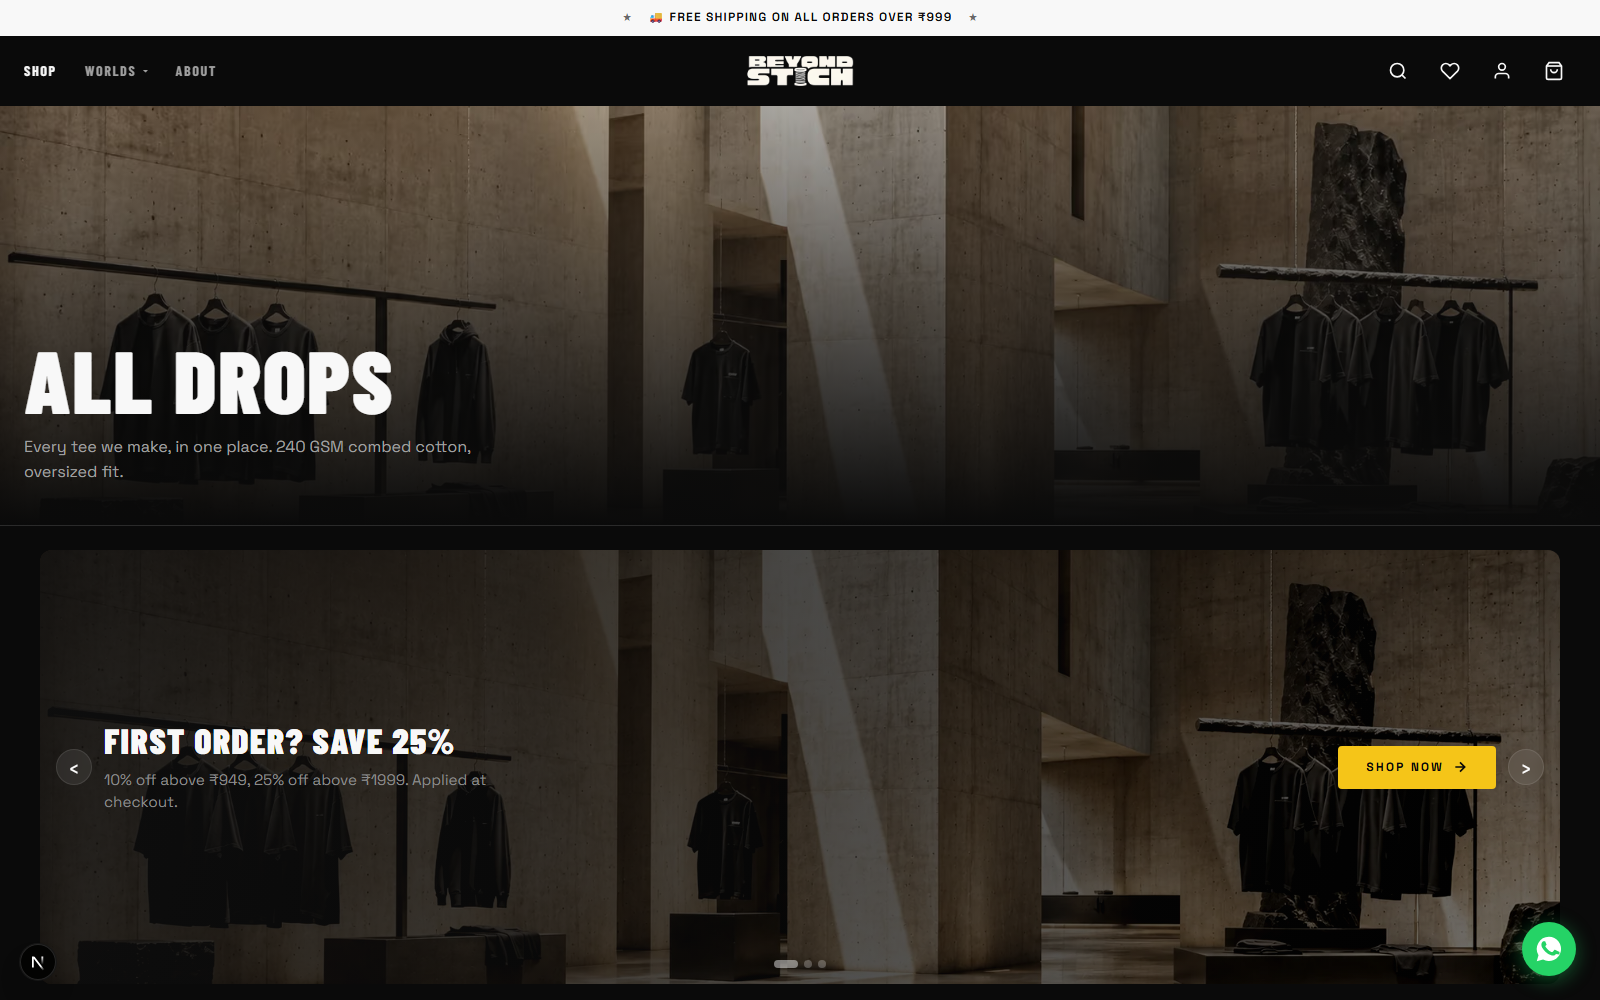 ★ 🚚 FREE SHIPPING ON ALL ORDERS OVER ₹999 ★
SHOP WORLDS ABOUT
BEYOND
STICH
ALL DROPS
Every tee we make, in one place. 240 GSM combed cotton,
oversized fit.
FIRST ORDER? SAVE 25%
10% off above ₹949, 25% off above ₹1999. Applied at
checkout.
<
SHOP NOW →
>
N